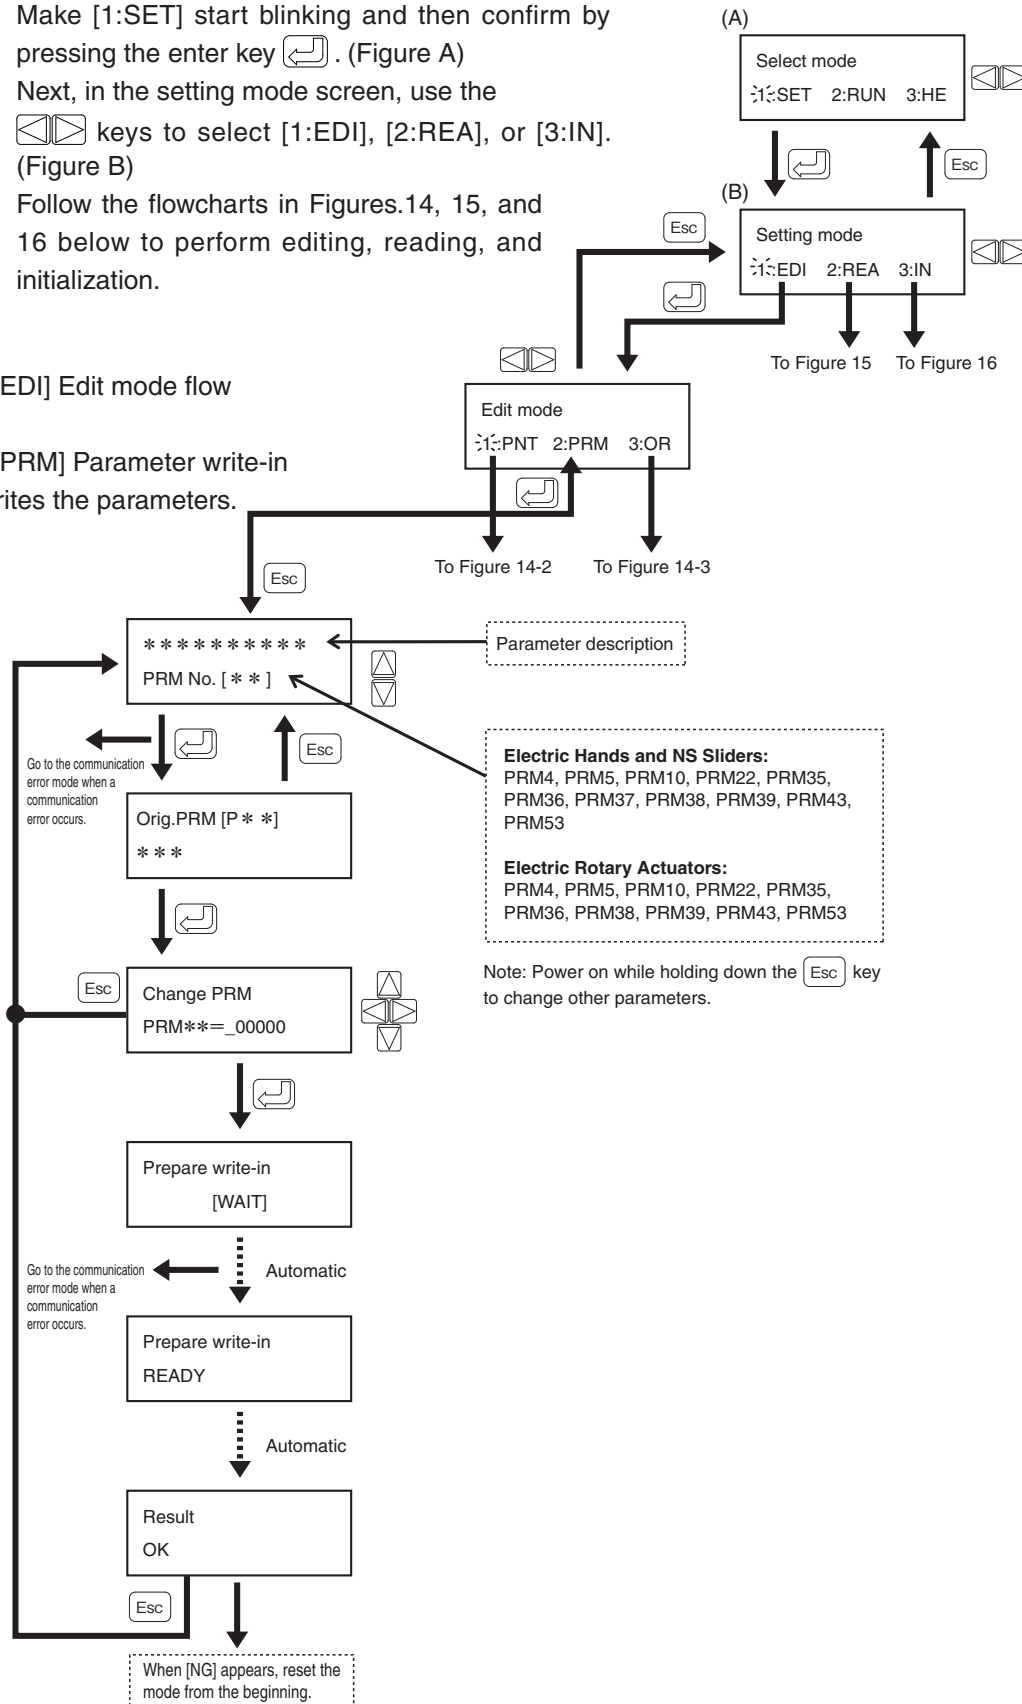 Make [1:SET] start blinking and then confirm by
pressing the enter key . (Figure A)
Next, in the setting mode screen, use the
keys to select [1:EDI], [2:REA], or [3:IN].
(Figure B)
Follow the flowcharts in Figures.14, 15, and
16 below to perform editing, reading, and
initialization.
(A)
Select mode
1:SET 2:RUN 3:HE
Esc
(B)
Setting mode
1:EDI 2:REA 3:IN
Esc
To Figure 15 To Figure 16
EDI] Edit mode flow
Edit mode
1:PNT 2:PRM 3:OR
PRM] Parameter write-in
rites the parameters.
To Figure 14-2 To Figure 14-3
Esc
**********
PRM No. [ * * ]
Parameter description
Esc
Go to the communication
error mode when a
communication
error occurs.
Electric Hands and NS Sliders:
PRM4, PRM5, PRM10, PRM22, PRM35,
PRM36, PRM37, PRM38, PRM39, PRM43,
PRM53
Electric Rotary Actuators:
PRM4, PRM5, PRM10, PRM22, PRM35,
PRM36, PRM38, PRM39, PRM43, PRM53
Orig.PRM [P * *]
***
Note: Power on while holding down the Esc key
to change other parameters.
Esc
Change PRM
PRM**=_00000
Prepare write-in
[WAIT]
Go to the communication
error mode when a
communication
error occurs.
Automatic
Prepare write-in
READY
Automatic
Result
OK
Esc
When [NG] appears, reset the
mode from the beginning.